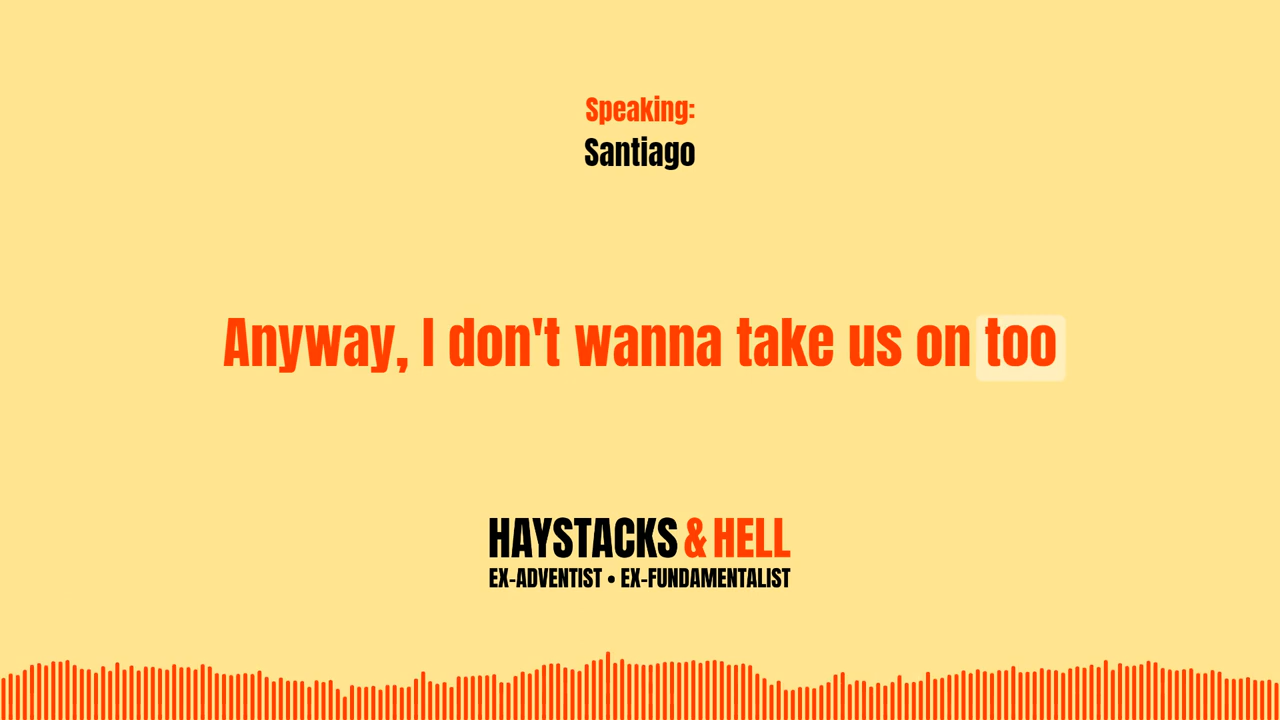 Speaking:
Santiago
Anyway, I don't wanna take us on too
HAYSTACKS & HELL
EX-ADVENTIST • EX-FUNDAMENTALIST